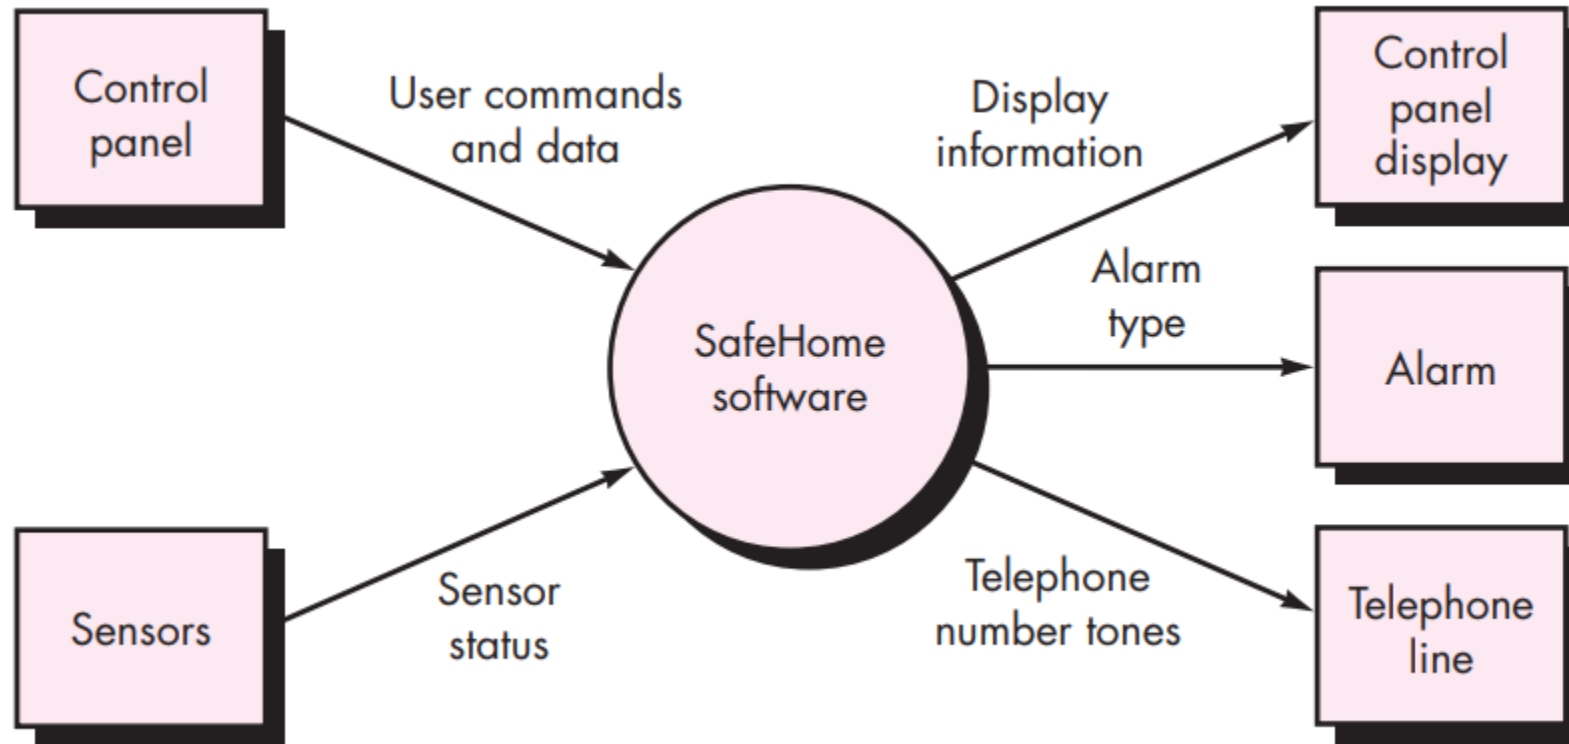 Control
panel
User commands
and data
Display
information
Control
panel
display
SafeHome
software
Alarm
type
Alarm
Sensors
Sensor
status
Telephone
number tones
Telephone
line